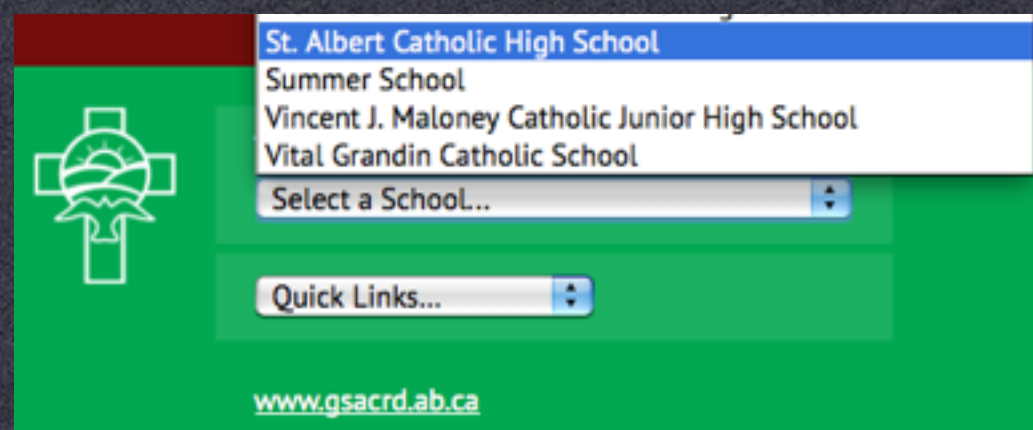 St. Albert Catholic High School
Summer School
Vincent J. Maloney Catholic Junior High School
Vital Grandin Catholic School
Select a School...
Quick Links...
www.gsacrd.ab.ca